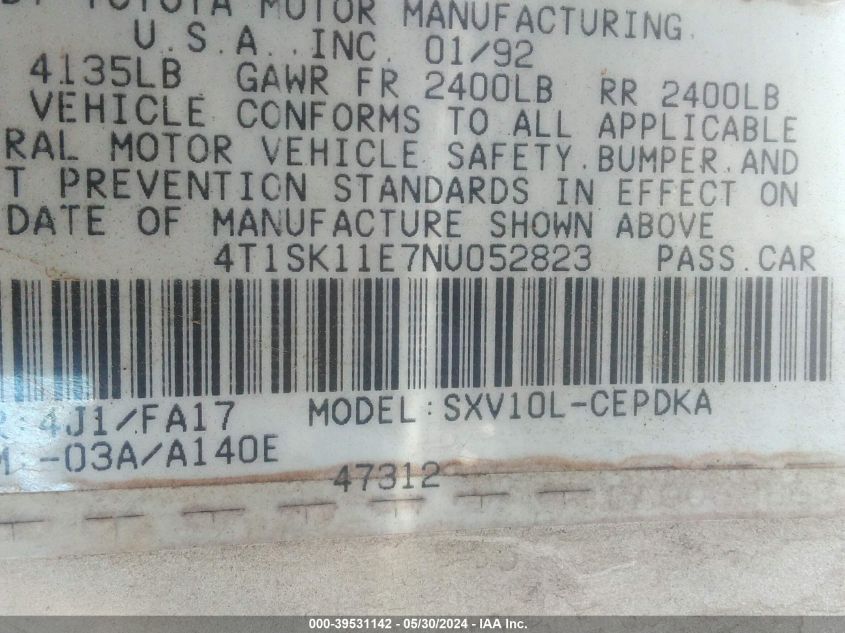 TOYOTA MOTOR MANUFACTURING.
U.S.A., INC. 01/92
4135LB GAWR FR 2400LB RR 2400LB
VEHICLE CONFORMS TO ALL APPLICABLE
RAL MOTOR VEHICLE SAFETY, BUMPER, AND
T PREVENTION STANDARDS IN EFFECT ON
DATE OF MANUFACTURE SHOWN ABOVE
4T1SK11E7NU052823 PASS.CAR
R: 4J1/FA17 MODEL:SXV10L-CEPDKA
M. -03A/A140E
47312
000-39531142 - 05/30/2024 - IAA Inc.